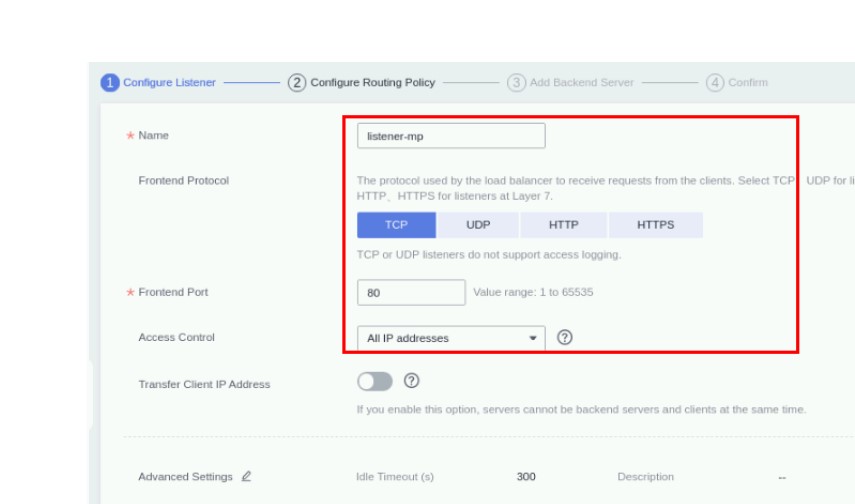 1 Configure Listener 2 Configure Routing Policy 3 Add Backend Server 4 Confirm
* Name listener-mp
Frontend Protocol The protocol used by the load balancer to receive requests from the clients. Select TCP UDP for
HTTP、HTTPS for listeners at Layer 7.
TCP UDP HTTP HTTPS
TCP or UDP listeners do not support access logging.
* Frontend Port 80 Value range: 1 to 65535
Access Control All IP addresses ?
Transfer Client IP Address ?
If you enable this option, servers cannot be backend servers and clients at the same time.
Advanced Settings Idle Timeout (s) 300 Description --